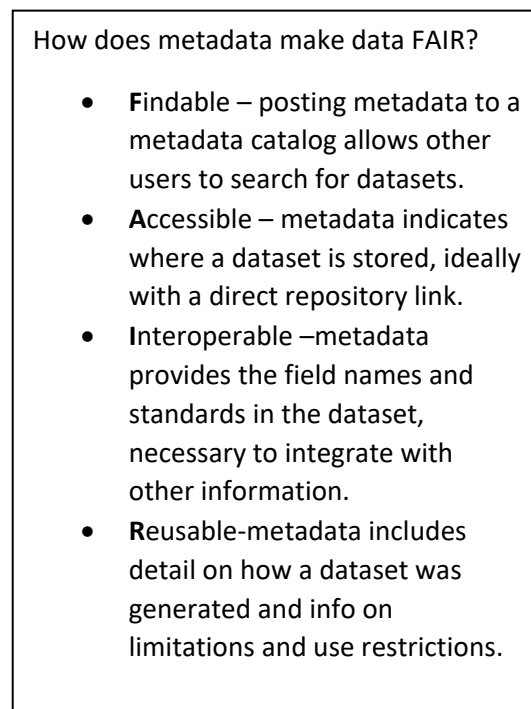 How does metadata make data FAIR?
• Findable – posting metadata to a
metadata catalog allows other
users to search for datasets.
• Accessible – metadata indicates
where a dataset is stored, ideally
with a direct repository link.
• Interoperable –metadata
provides the field names and
standards in the dataset,
necessary to integrate with
other information.
• Reusable-metadata includes
detail on how a dataset was
generated and info on
limitations and use restrictions.